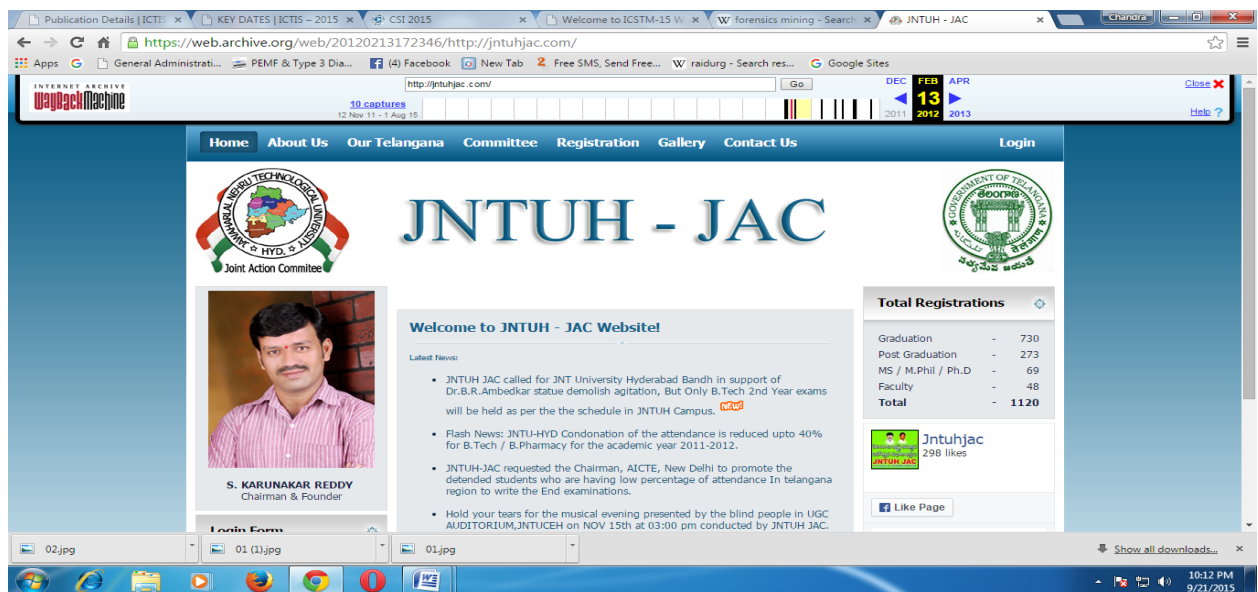 Publication Details | ICTIS
KEY DATES | ICTIS – 2015
CSI 2015
Welcome to ICSTM-15 W
forensics mining - Search
JNTUH - JAC
Chandra
https://web.archive.org/web/20120213172346/http://jntuhjac.com/
Apps
General Administrati...
PEMF & Type 3 Dia...
(4) Facebook
New Tab
Free SMS, Send Free...
raidurg - Search res...
Google Sites
INTERNET ARCHIVE
WayBackMachine
http://jntuhjac.com/
Go
10 captures
12 Nov 11 - 1 Aug 15
DEC FEB APR
13
2011 2012 2013
Close
Help ?
Home About Us Our Telangana Committee Registration Gallery Contact Us Login
JAWAHARLAL NEHRU TECHNOLOGICAL UNIVERSITY
HYD.
Joint Action Commitee
JNTUH - JAC
GOVERNMENT OF TELANGANA
తెలంగాణ
సత్యమేవ జయతే
S. KARUNAKAR REDDY
Chairman & Founder
Login Form
Welcome to JNTUH - JAC Website!
Latest News:
JNTUH JAC called for JNT University Hyderabad Bandh in support of
Dr.B.R.Ambedkar statue demolish agitation, But Only B.Tech 2nd Year exams
will be held as per the the schedule in JNTUH Campus. NEW!
Flash News: JNTU-HYD Condonation of the attendance is reduced upto 40%
for B.Tech / B.Pharmacy for the academic year 2011-
2012.
JNTUH-JAC requested the Chairman, AICTE, New Delhi to promote the
detended students who are having low percentage of attendance In telangana
region to write the End examinations.
Hold your tears for the musical evening presented by the blind people in UGC
AUDITORIUM,JNTUCEH on NOV 15th at 03:00 pm conducted by JNTUH JAC.
Total Registrations
Graduation - 730
Post Graduation - 273
MS / M.Phil / Ph.D - 69
Faculty - 48
Total - 1120
JNTUH JAC
Jntuhjac
298 likes
Like Page
02.jpg
01 (1).jpg
01.jpg
Show all downloads...
10:12 PM
9/21/2015